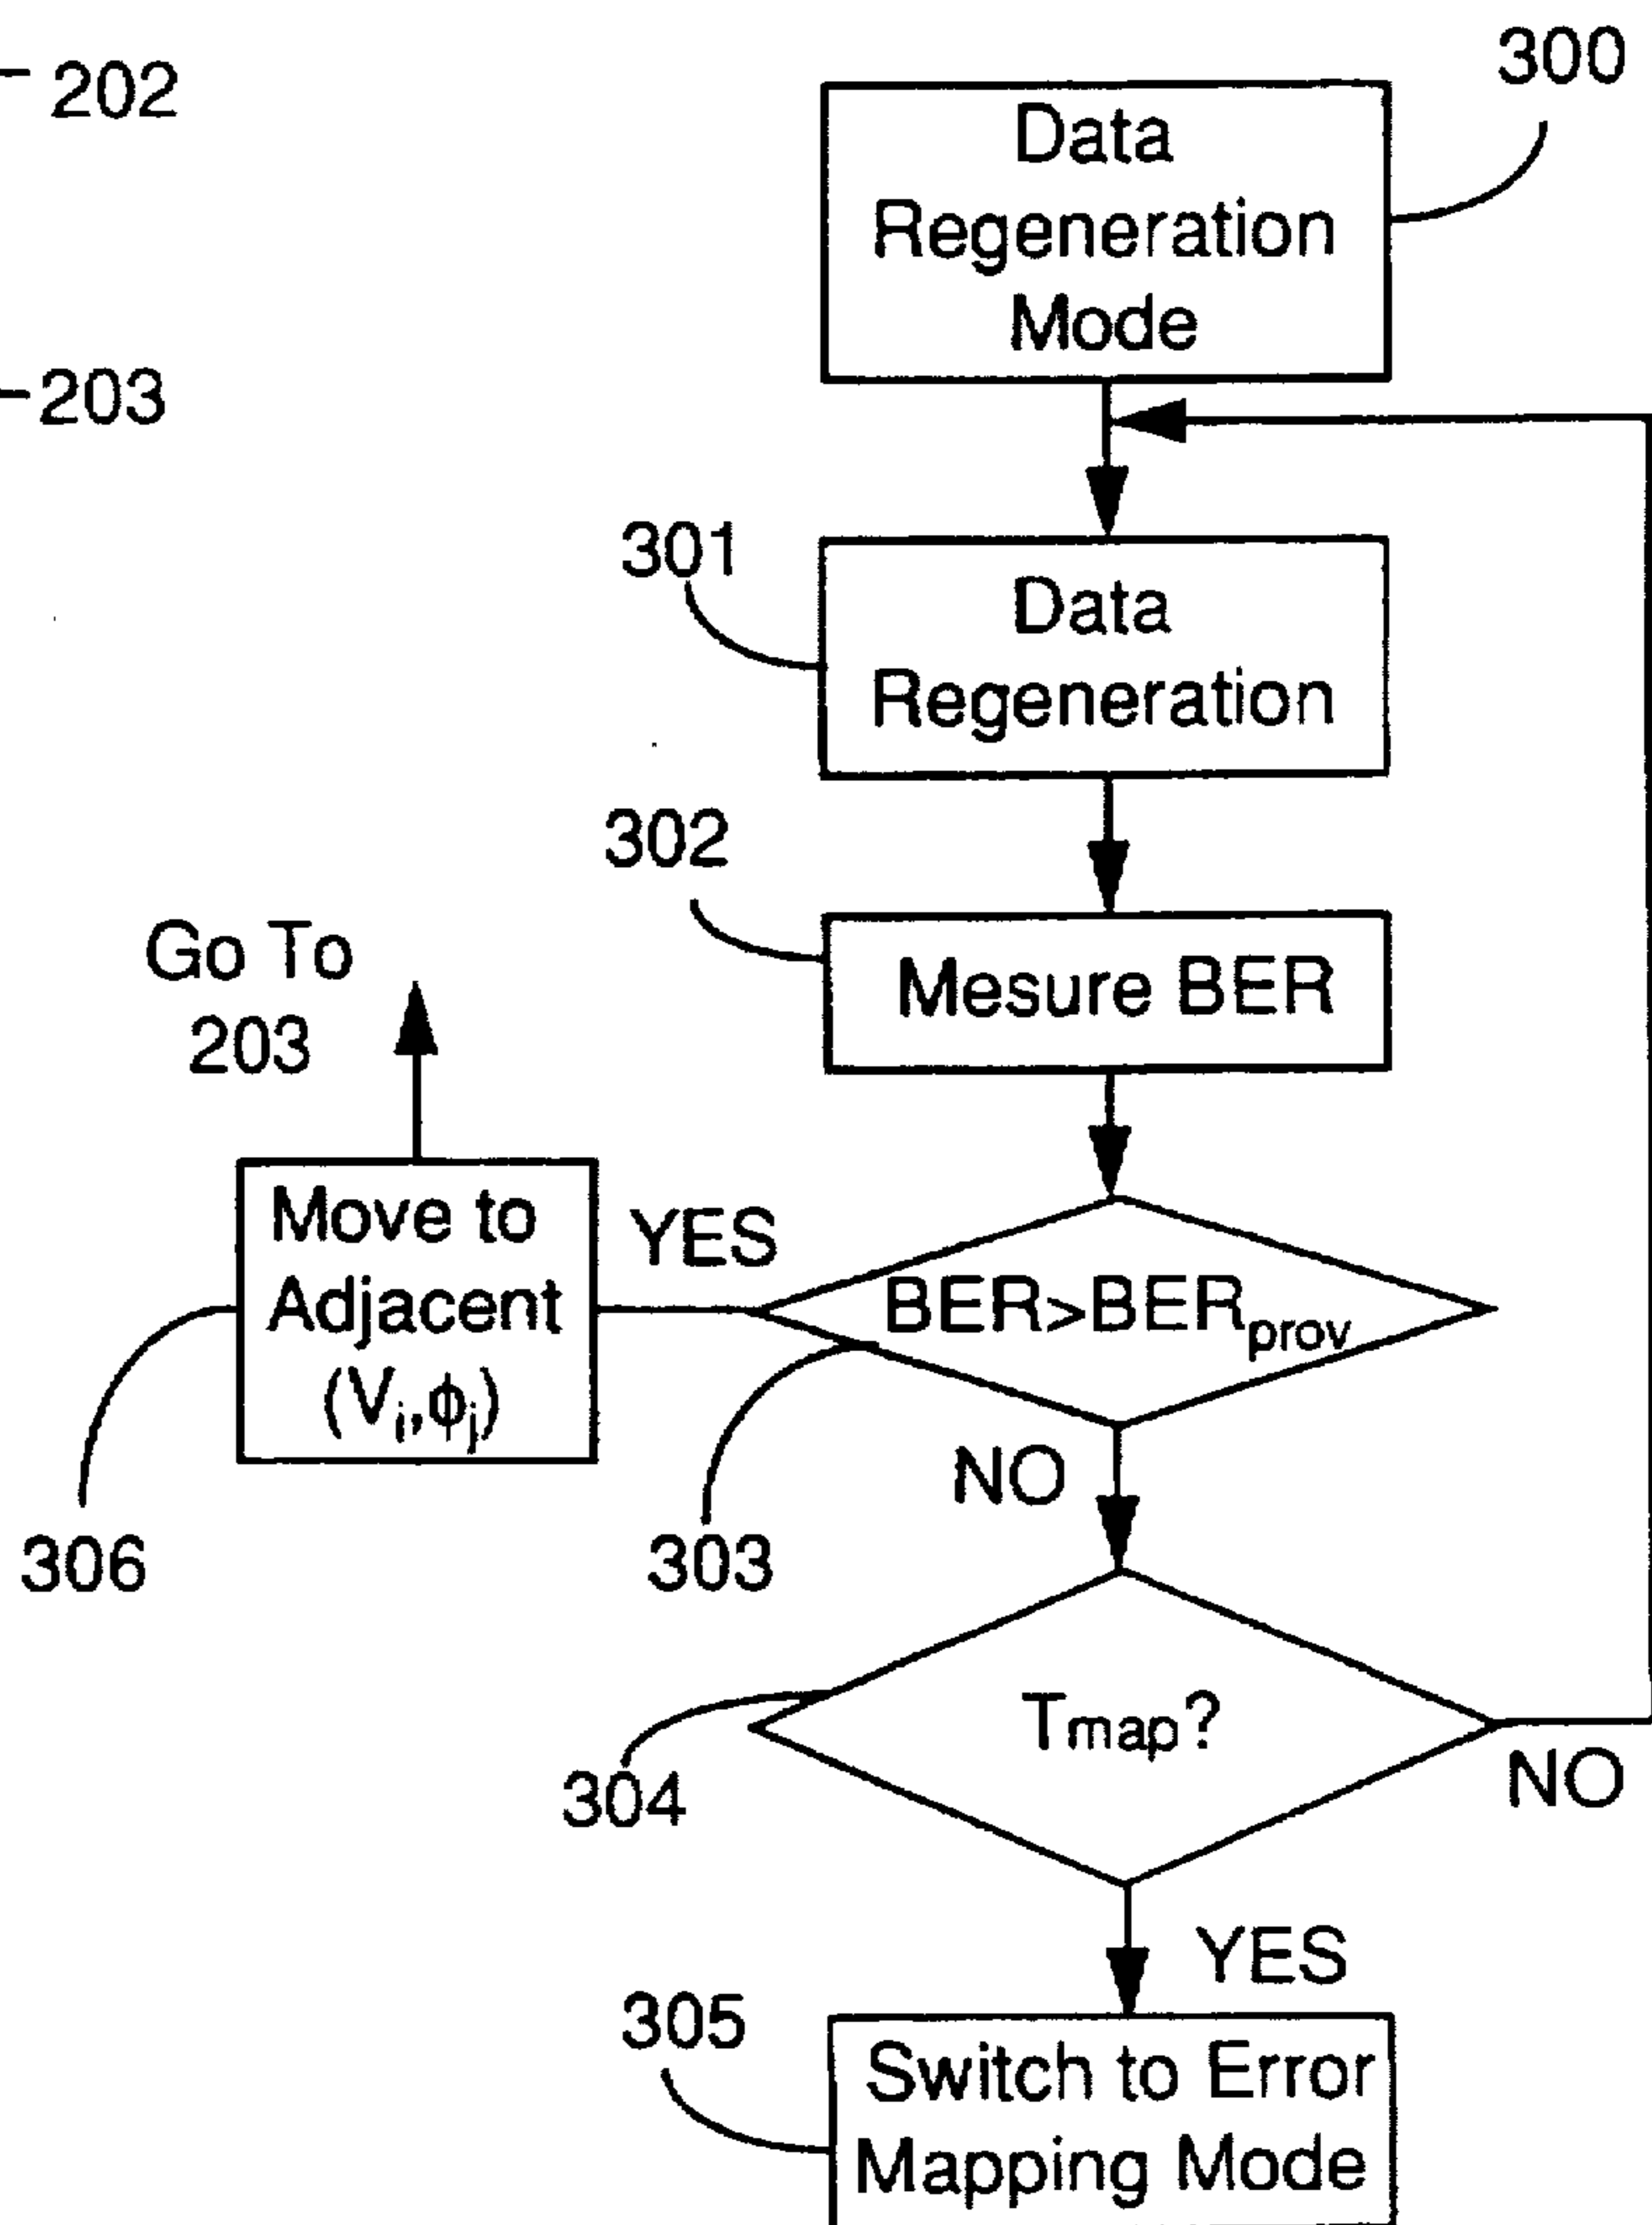 202
300
Data
Regeneration
Mode
203
301
Data
Regeneration
302
Mesure BER
Go To
203
Move to
Adjacent
(Vi,ϕj)
YES
BER>BERprov
306
303
NO
Tmap?
304
NO
YES
305
Switch to Error
Mapping Mode